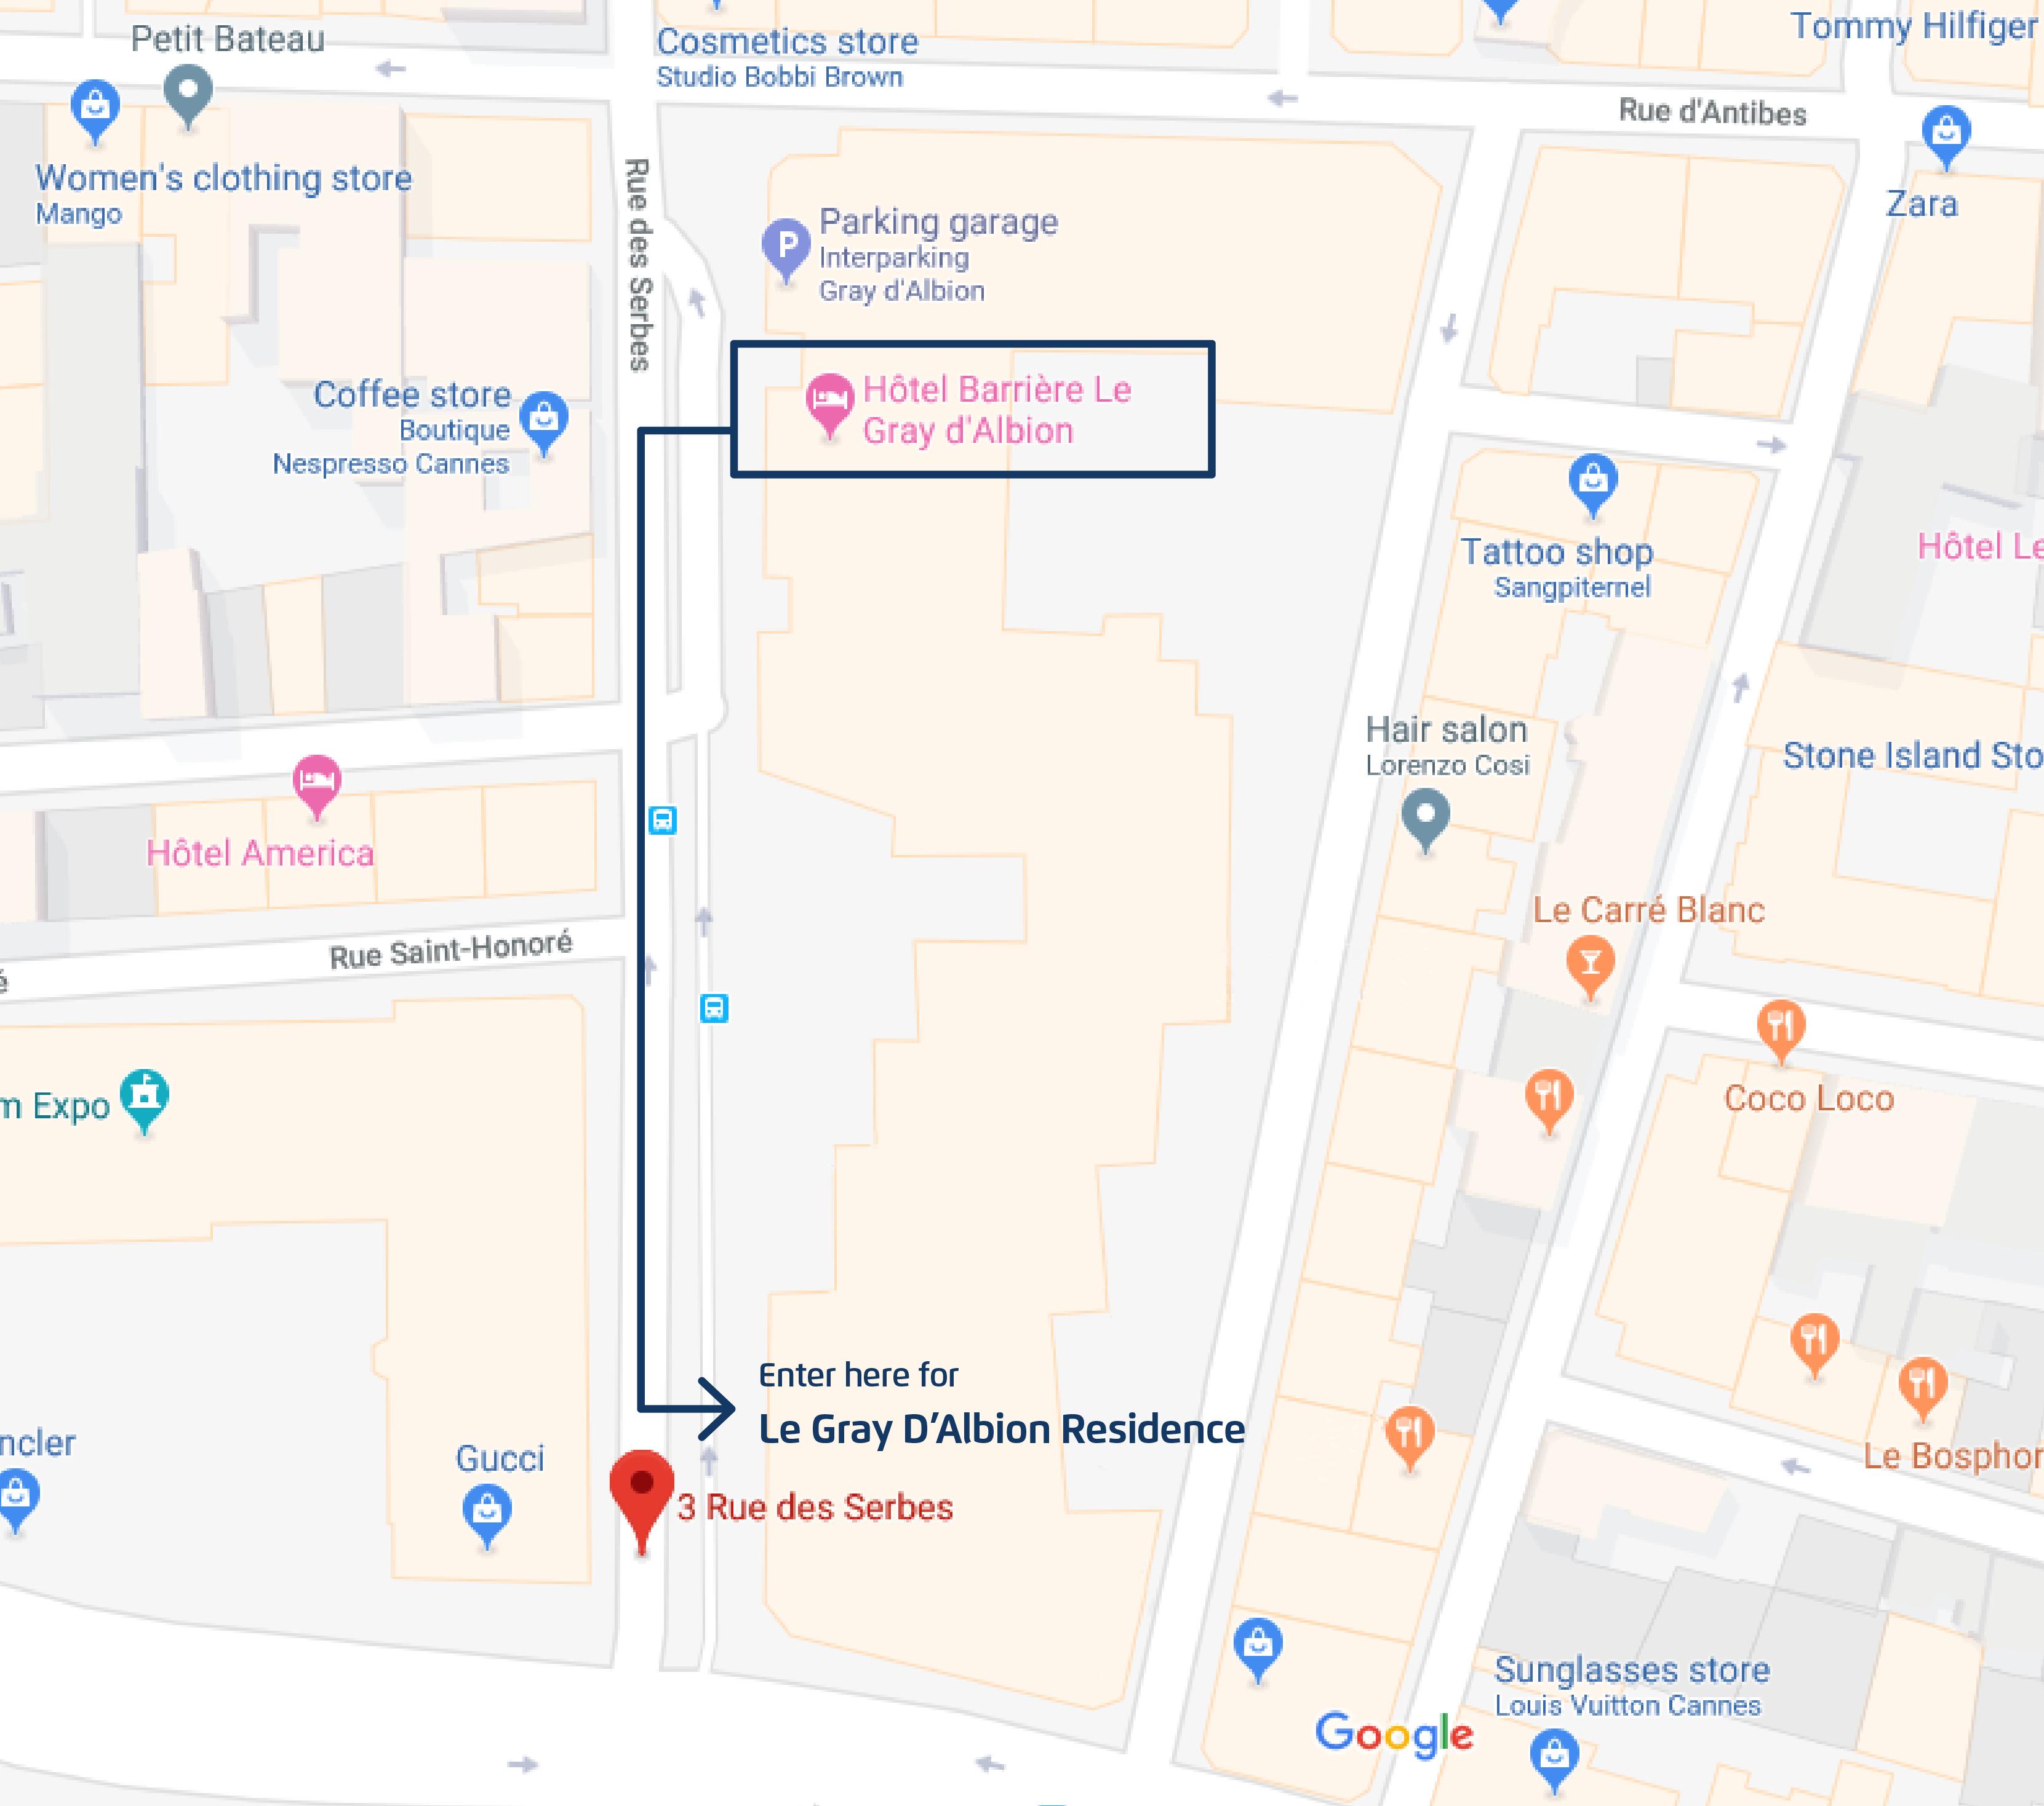 Petit Bateau
Cosmetics store
Studio Bobbi Brown
Tommy Hilfiger
Rue d'Antibes
Women's clothing store
Mango
Zara
Rue des Serbes
P
Parking garage
Interparking
Gray d'Albion
Hôtel Barrière Le
Gray d'Albion
Coffee store
Boutique
Nespresso Cannes
Tattoo shop
Sangpiternel
Hôtel Le
Hair salon
Lorenzo Cosi
Stone Island Sto
Hôtel America
Le Carré Blanc
Rue Saint-Honoré
é
m Expo
Coco Loco
Enter here for
Le Gray D’Albion Residence
ncler
Gucci
Le Bosphor
3 Rue des Serbes
Sunglasses store
Louis Vuitton Cannes
Google